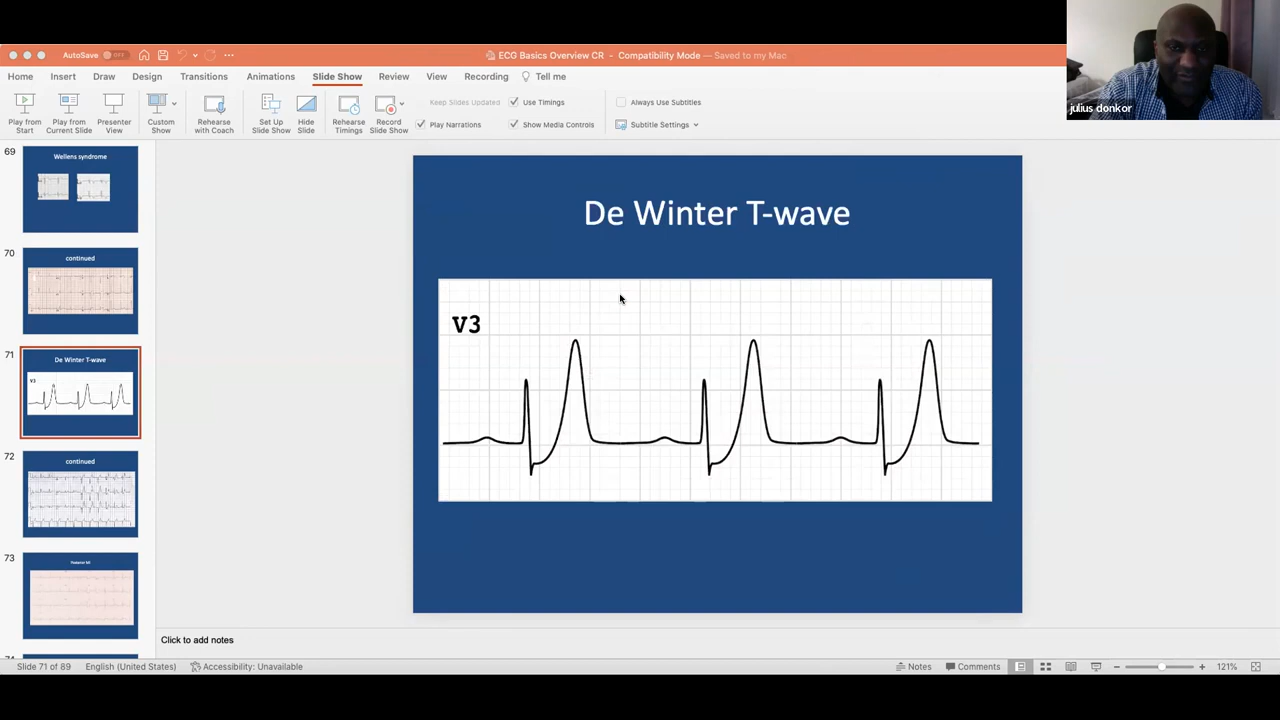 AutoSave OFF
ECG Basics Overview CR - Compatibility Mode — Saved to my Mac
julius donkor
Home Insert Draw Design Transitions Animations Slide Show Review View Recording Tell me
Keep Slides Updated Use Timings Always Use Subtitles
Play from Start
Play from Current Slide
Presenter View
Custom Show
Rehearse with Coach
Set Up Slide Show
Hide Slide
Rehearse Timings
Record Slide Show
Play Narrations Show Media Controls Subtitle Settings
69
Wellens syndrome
70
continued
71
De Winter T-wave
V3
72
continued
73
Posterior MI
De Winter T-wave
V3
Click to add notes
Slide 71 of 89 English (United States) Accessibility: Unavailable Notes Comments 121%